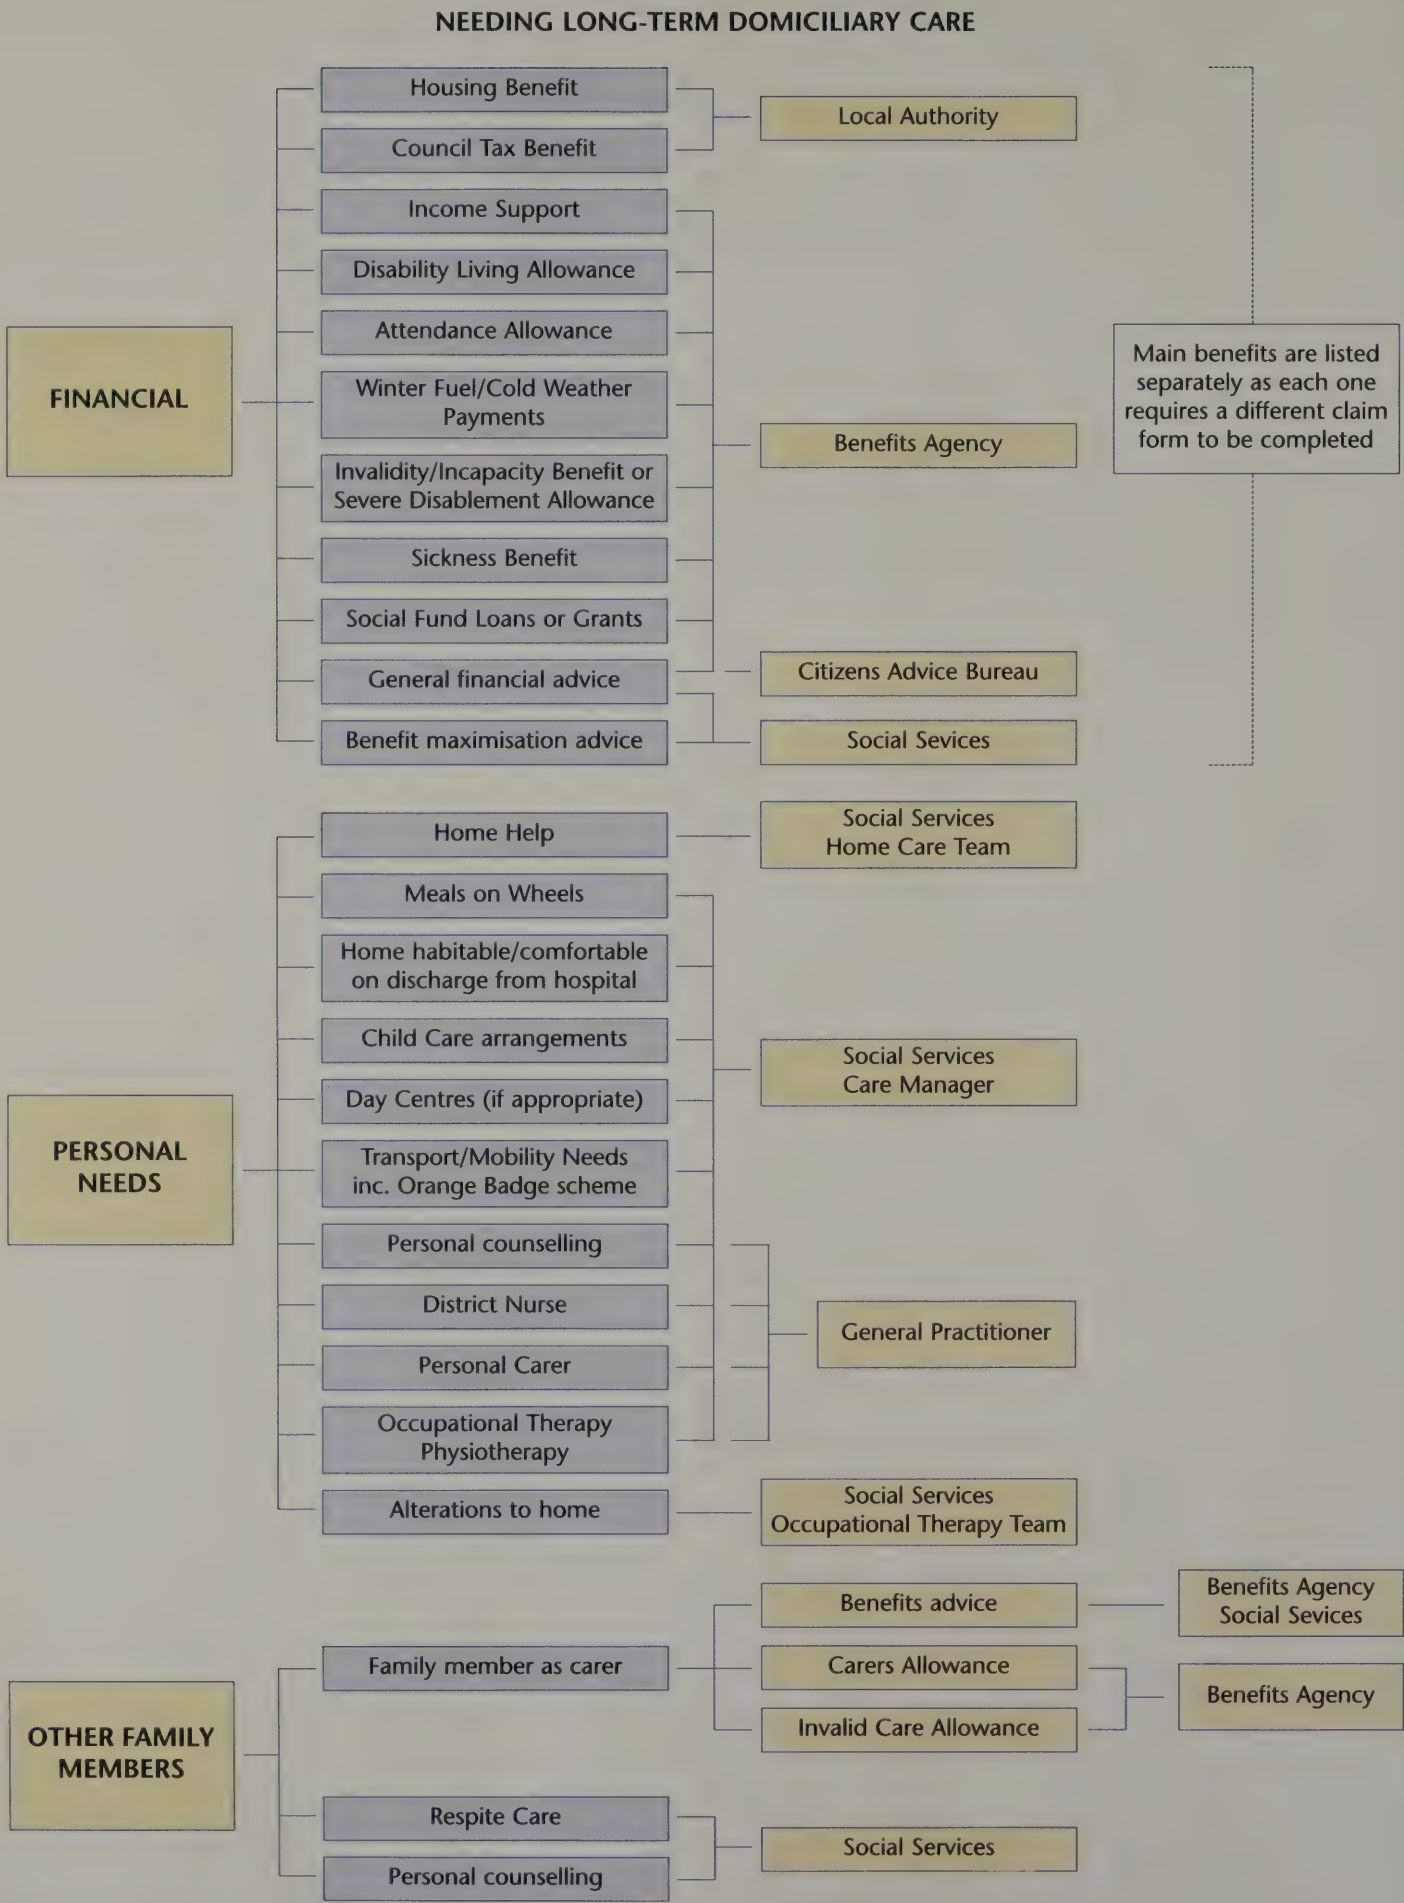 NEEDING LONG-TERM DOMICILIARY CARE
FINANCIAL
Housing Benefit
Council Tax Benefit
Income Support
Disability Living Allowance
Attendance Allowance
Winter Fuel/Cold Weather
Payments
Invalidity/Incapacity Benefit or
Severe Disablement Allowance
Sickness Benefit
Social Fund Loans or Grants
General financial advice
Benefit maximisation advice
Local Authority
Benefits Agency
Citizens Advice Bureau
Social Sevices
Main benefits are listed
separately as each one
requires a different claim
form to be completed
PERSONAL
NEEDS
Home Help
Meals on Wheels
Home habitable/comfortable
on discharge from hospital
Child Care arrangements
Day Centres (if appropriate)
Transport/Mobility Needs
inc. Orange Badge scheme
Personal counselling
District Nurse
Personal Carer
Occupational Therapy
Physiotherapy
Alterations to home
Social Services
Home Care Team
Social Services
Care Manager
General Practitioner
Social Services
Occupational Therapy Team
OTHER FAMILY
MEMBERS
Family member as carer
Respite Care
Personal counselling
Benefits advice
Carers Allowance
Invalid Care Allowance
Social Services
Benefits Agency
Social Sevices
Benefits Agency